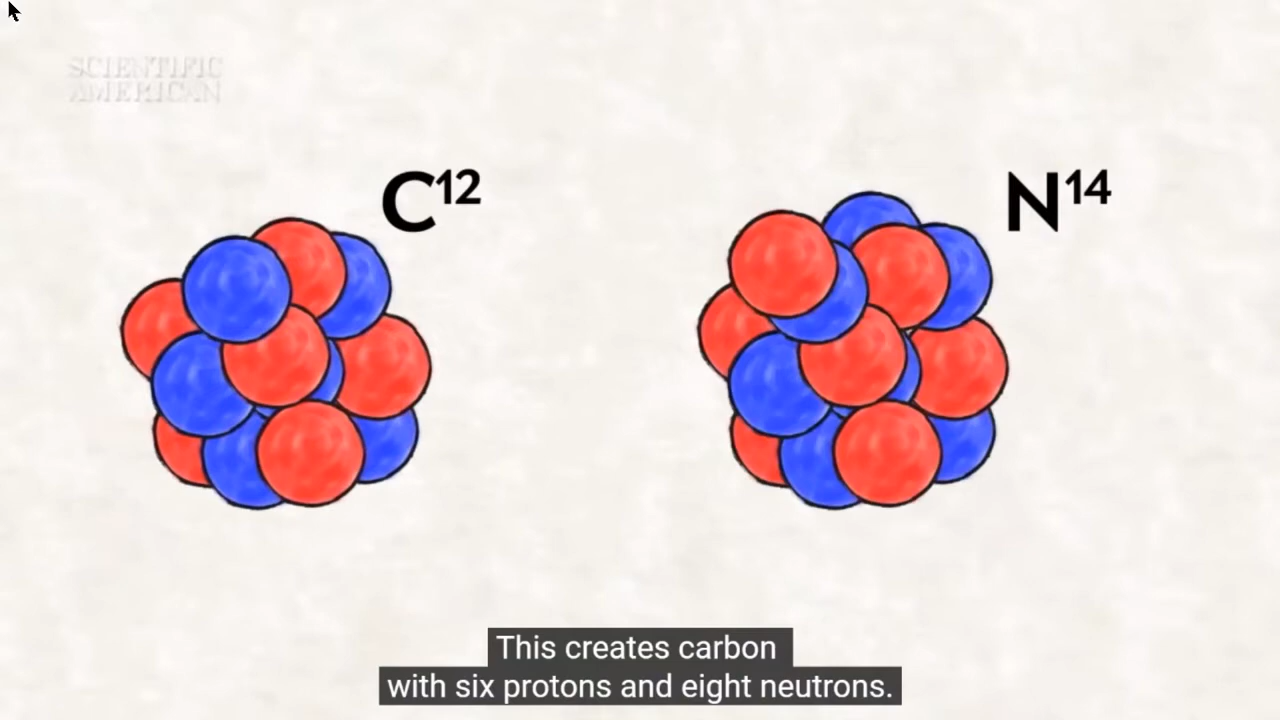 SCIENTIFIC
AMERICAN
C¹²
N¹⁴
This creates carbon
with six protons and eight neutrons.